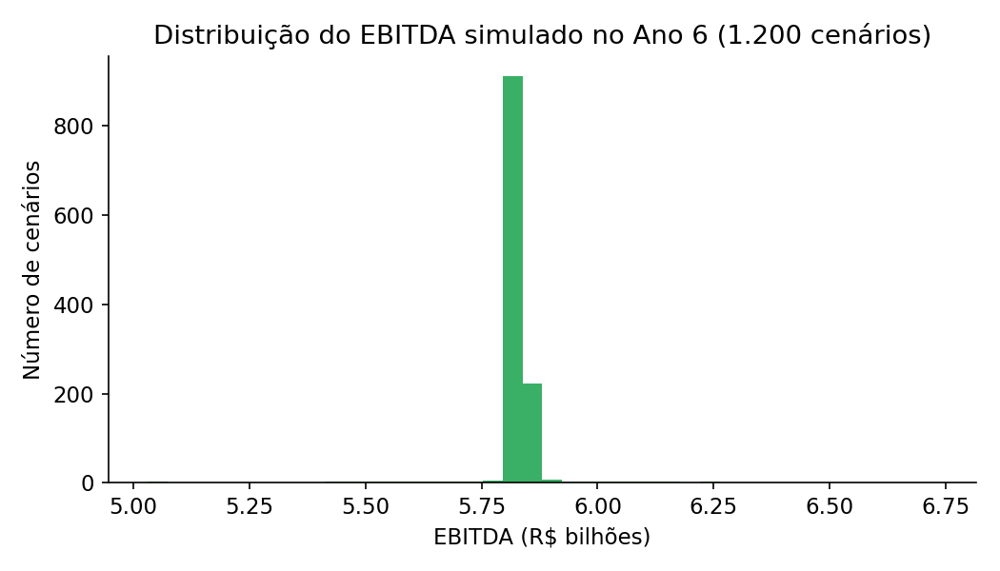 Distribuição do EBITDA simulado no Ano 6 (1.200 cenários)
Número de cenários
800
600
400
200
0
5.00 5.25 5.50 5.75 6.00 6.25 6.50 6.75
EBITDA (R$ bilhões)